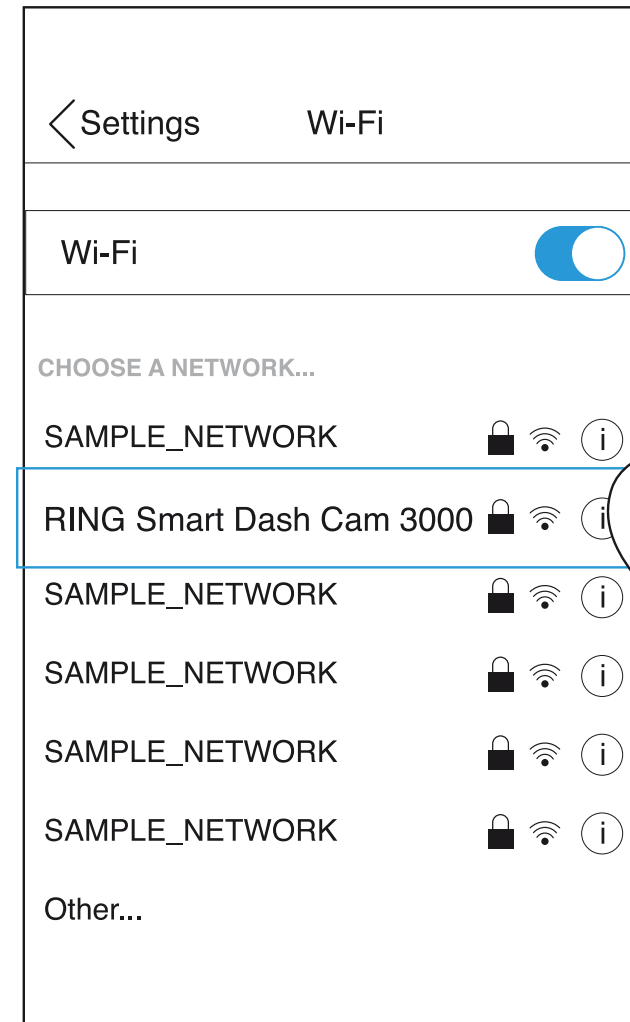 Settings Wi-Fi
Wi-Fi
CHOOSE A NETWORK...
SAMPLE_NETWORK i
RING Smart Dash Cam 3000 i
SAMPLE_NETWORK i
SAMPLE_NETWORK i
SAMPLE_NETWORK i
SAMPLE_NETWORK i
Other...